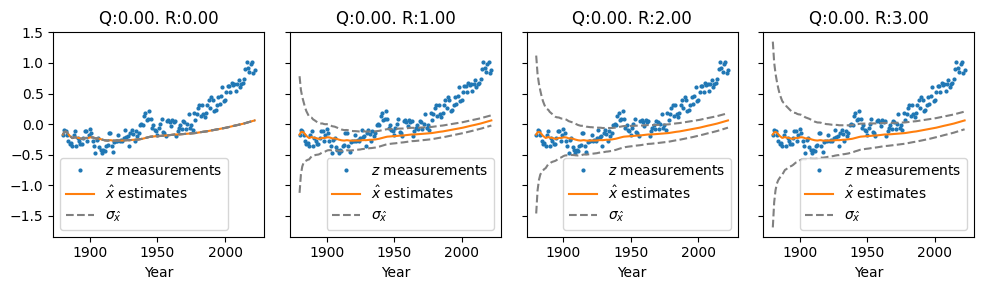 Q:0.00. R:0.00
Q:0.00. R:1.00
Q:0.00. R:2.00
Q:0.00. R:3.00
1.5
1.0
0.5
0.0
−0.5
−1.0
−1.5
z measurements
x̂ estimates
σx̂
z measurements
x̂ estimates
σx̂
z measurements
x̂ estimates
σx̂
z measurements
x̂ estimates
σx̂
1900 1950 2000
1900 1950 2000
1900 1950 2000
1900 1950 2000
Year
Year
Year
Year